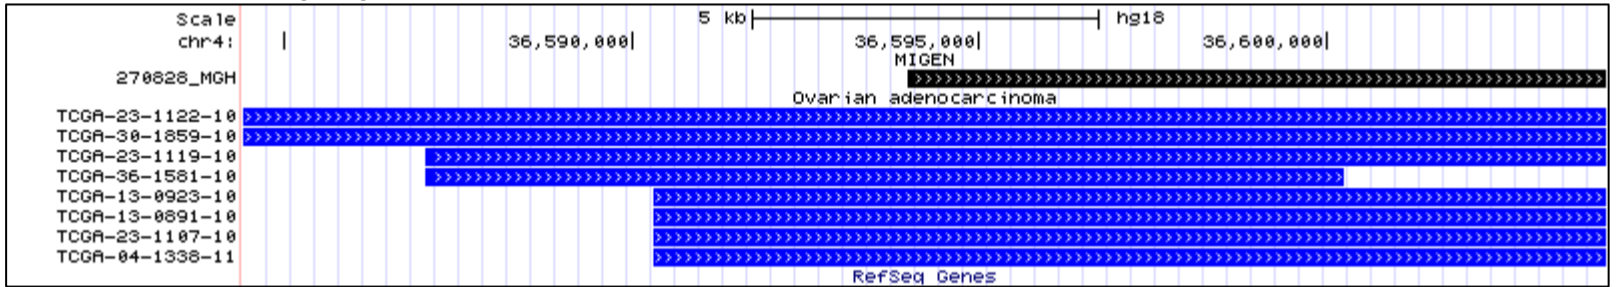 Scale 5 kb hg18
chr4: | 36,590,000| 36,595,000| 36,600,000|
MIGEN
270828_MGH
Ovarian adenocarcinoma
TCGA-23-1122-10
TCGA-30-1859-10
TCGA-23-1119-10
TCGA-36-1581-10
TCGA-13-0923-10
TCGA-13-0891-10
TCGA-23-1107-10
TCGA-04-1338-11
RefSeq Genes